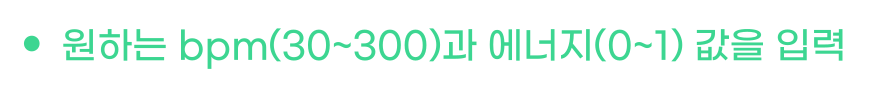 • 원하는 bpm(30~300)과 에너지(0~1) 값을 입력